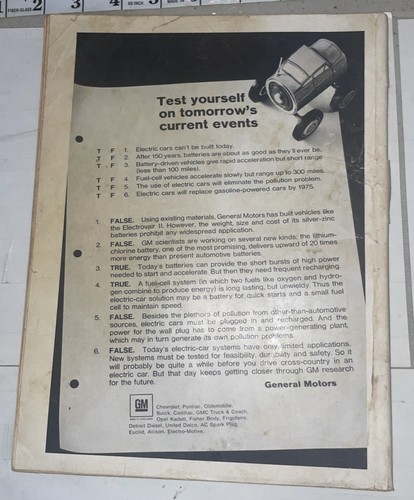 Test yourself
on tomorrow's
current events
T F 1. Electric cars can't be built today.
T F 2. After 150 years, batteries are about as good as they'll ever be.
T F 3. Battery-driven vehicles give rapid acceleration but short range
(less than 100 miles).
T F 4. Fuel-cell vehicles accelerate slowly but range up to 300 miles.
T F 5. The use of electric cars will eliminate the pollution problem.
T F 6. Electric cars will replace gasoline-powered cars by 1975.
1. FALSE. Using existing materials, General Motors has built vehicles like
the Electrovair II. However, the weight, size and cost of its silver-zinc
batteries prohibit any widespread application.
2. FALSE. GM scientists are working on several new kinds; the lithium-
chlorine battery, one of the most promising, delivers upward of 20 times
more energy than present automotive batteries.
3. TRUE. Today's batteries can provide the short bursts of high power
needed to start and accelerate. But then they need frequent recharging.
4. TRUE. A fuel-cell system (in which two fuels like oxygen and hydro-
gen combine to produce energy) is long lasting, but unwieldy. Thus the
electric-car solution may be a battery for quick starts and a small fuel
cell to maintain speed.
5. FALSE. Besides the plethora of pollution from other-than-automotive
sources, electric cars must be plugged in and recharged. And the
power for the wall plug has to come from a power-generating plant,
which may in turn generate its own pollution problems.
6. FALSE. Today's electric-car systems have only limited applications.
New systems must be tested for feasibility, durability and safety. So it
will probably be quite a while before you drive cross-country in an
electric car. But that day keeps getting closer through GM research
for the future.
General Motors
GM
Chevrolet, Pontiac, Oldsmobile,
Buick, Cadillac, GMC Truck & Coach,
Opel Kadett, Fisher Body, Frigidaire,
Detroit Diesel, United Delco, AC Spark Plug,
Euclid, Allison, Electro-Motive.